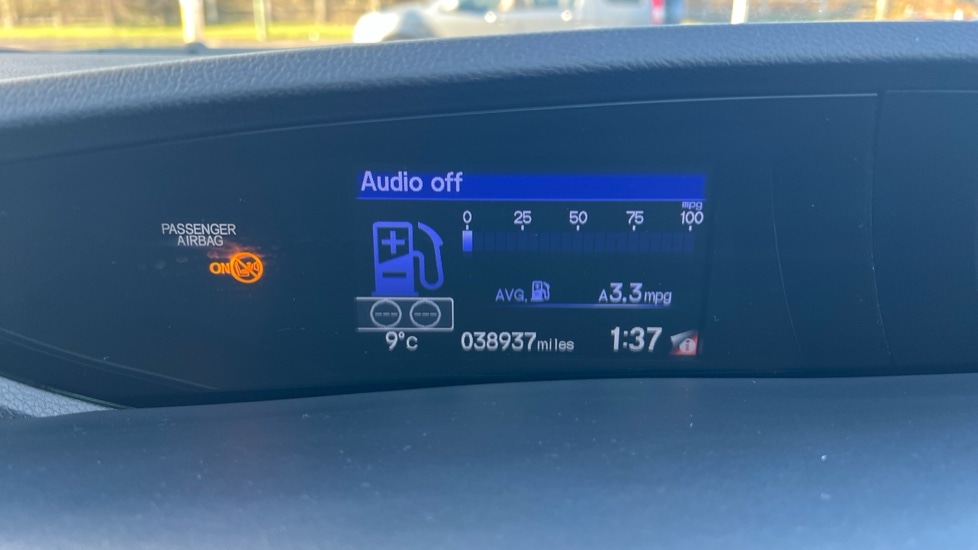 Audio off
mpg
0 25 50 75 100
PASSENGER
AIRBAG
ON
AVG. A3.3mpg
--- ---
9°C 038937miles 1:37 i